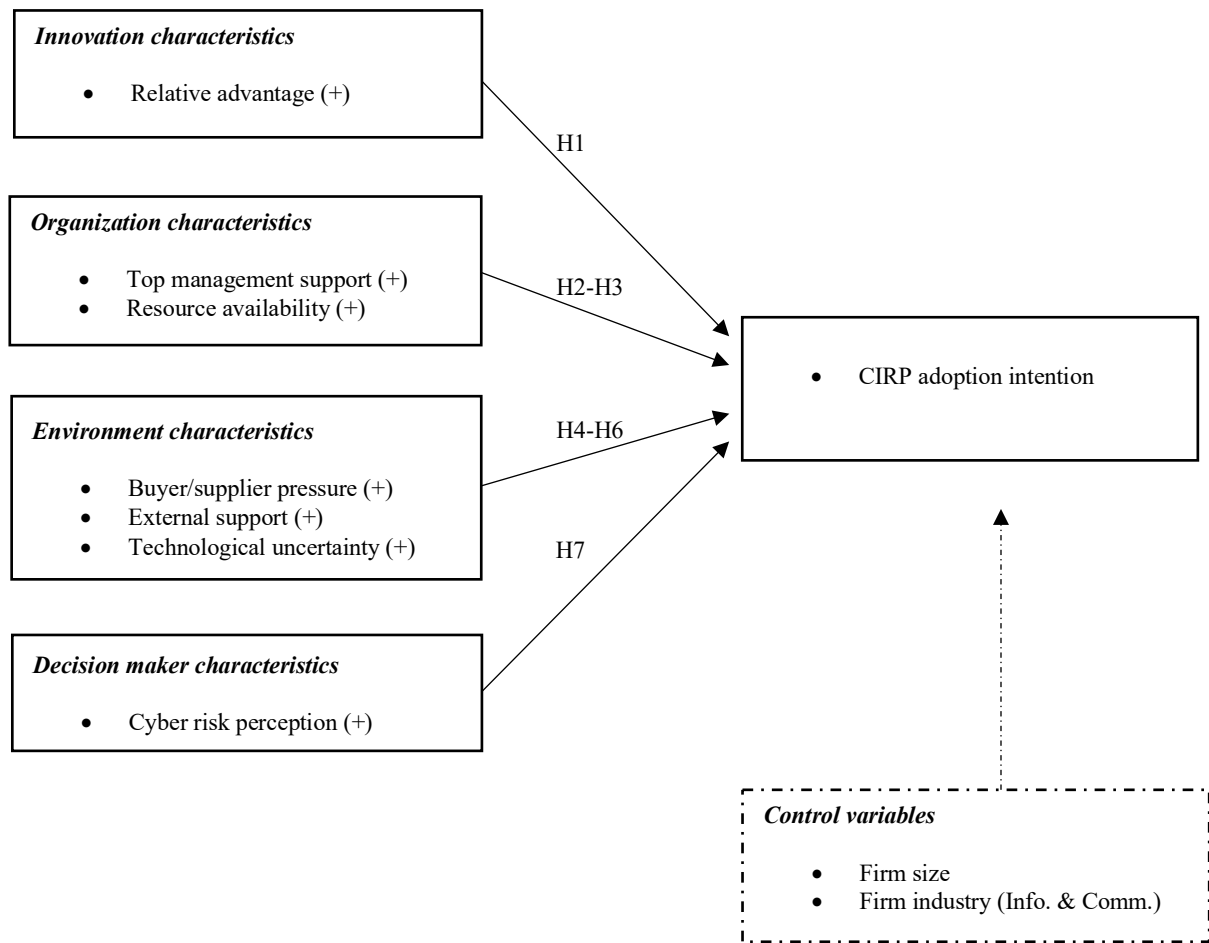 Innovation characteristics
• Relative advantage (+)
H1
Organization characteristics
• Top management support (+)
• Resource availability (+)
H2-H3
• CIRP adoption intention
Environment characteristics
• Buyer/supplier pressure (+)
• External support (+)
• Technological uncertainty (+)
H4-H6
H7
Decision maker characteristics
• Cyber risk perception (+)
Control variables
• Firm size
• Firm industry (Info. & Comm.)